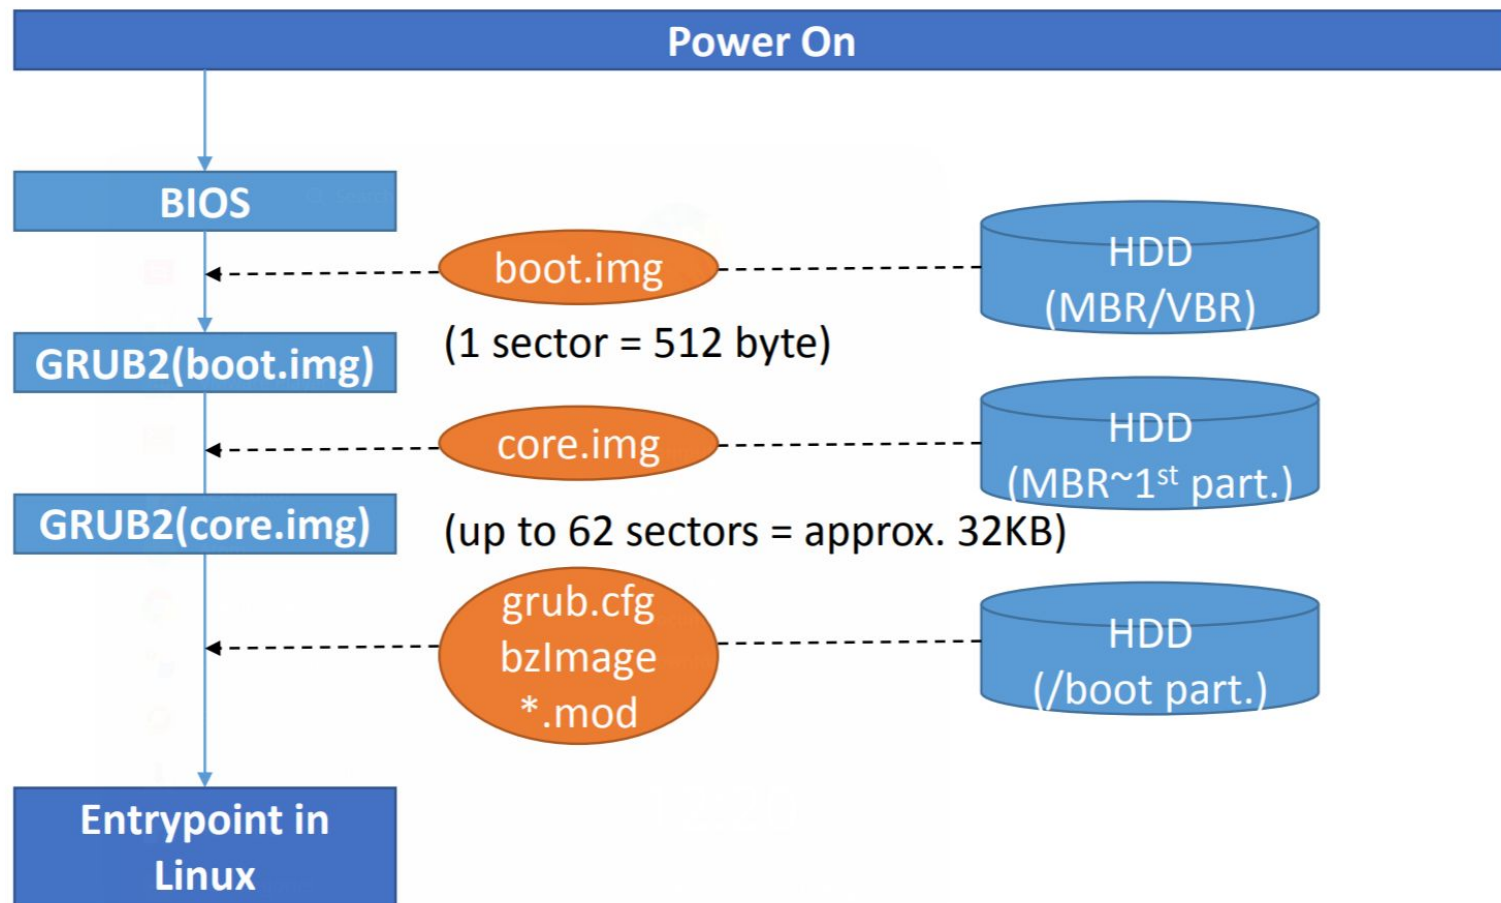 Power On
BIOS
boot.img
HDD
(MBR/VBR)
(1 sector = 512 byte)
GRUB2(boot.img)
core.img
HDD
(MBR~1st part.)
GRUB2(core.img)
(up to 62 sectors = approx. 32KB)
grub.cfg
bzImage
*.mod
HDD
(/boot part.)
Entrypoint in
Linux